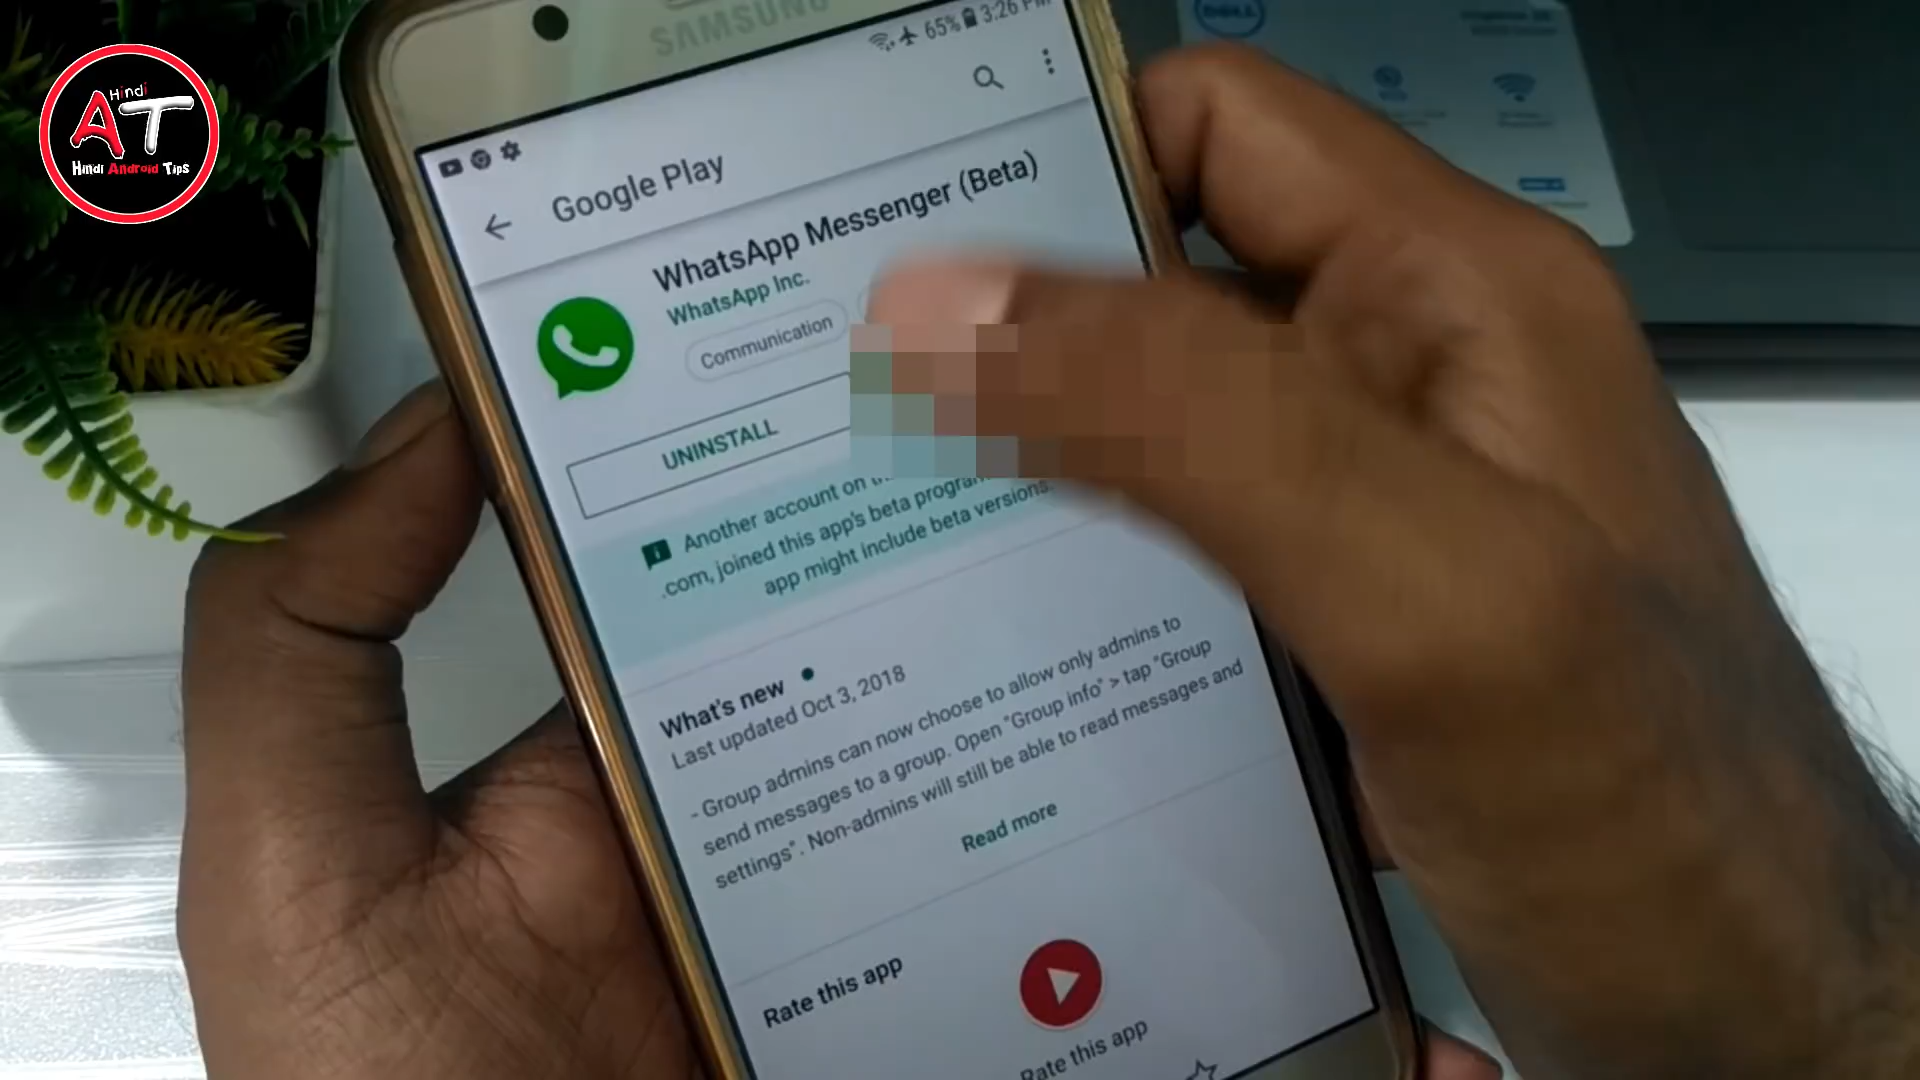 Hindi
AT
Hindi Android Tips
SAMSUNG
65% 3:26 PM
DELL
Google Play
WhatsApp Messenger (Beta)
WhatsApp Inc.
Communication
UNINSTALL
Another account on
.com, joined this app's beta program
app might include beta versions.
What's new
Last updated Oct 3, 2018
- Group admins can now choose to allow only admins to
send messages to a group. Open "Group info" > tap "Group
settings". Non-admins will still be able to read messages and
Read more
Rate this app
Rate this app